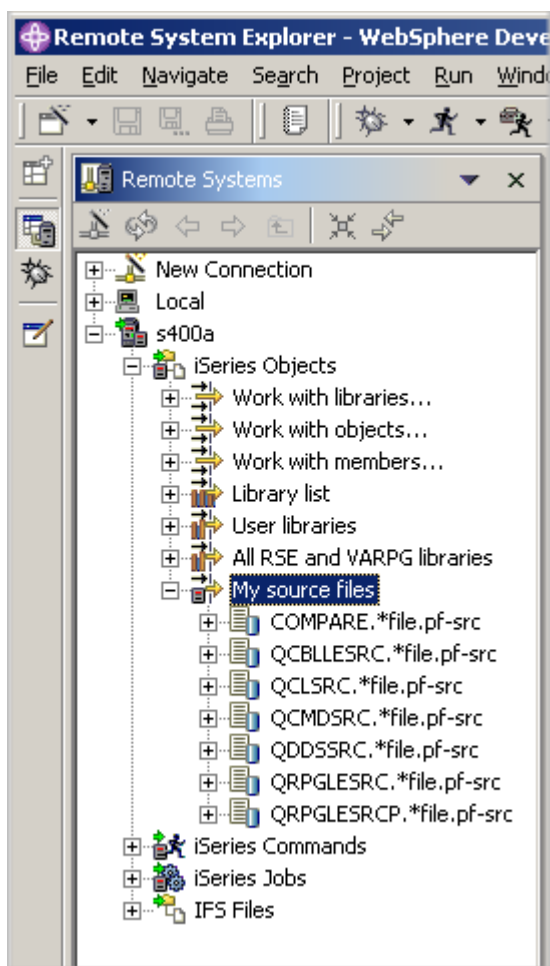 Remote System Explorer - WebSphere Deve
File Edit Navigate Search Project Run Wind
Remote Systems
New Connection
Local
s400a
iSeries Objects
Work with libraries...
Work with objects...
Work with members...
Library list
User libraries
All RSE and VARPG libraries
My source files
COMPARE.*file.pf-src
QCBLLESRC.*file.pf-src
QCLSRC.*file.pf-src
QCMDSRC.*file.pf-src
QDDSSRC.*file.pf-src
QRPGLESRC.*file.pf-src
QRPGLESRCP.*file.pf-src
iSeries Commands
iSeries Jobs
IFS Files